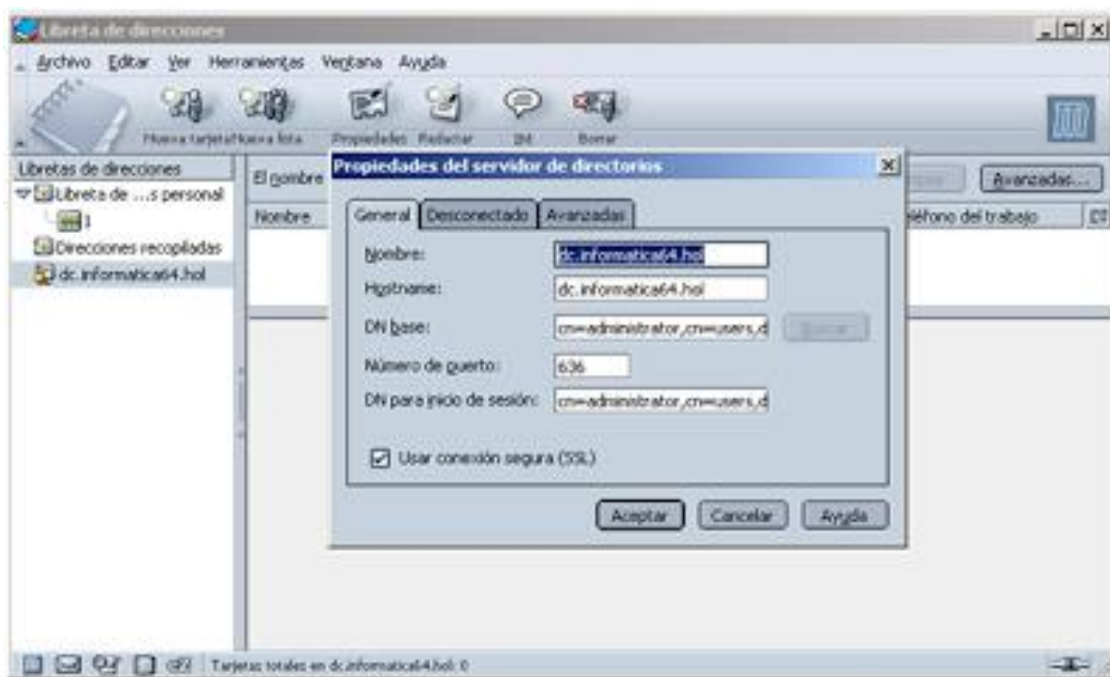 Libreta de direcciones
Archivo Editar Ver Herramientas Ventana Ayuda
Nueva tarjeta Nueva lista Propiedades Redactar IM Borrar
Libretas de direcciones
Libreta de ...s personal
1
Direcciones recopiladas
dc.informatica64.hol
El nombre
Avanzadas...
Nombre
eléfono del trabajo
Propiedades del servidor de directorios
General Desconectado Avanzadas
Nombre: dc.informatica64.hol
Hostname: dc.informatica64.hol
DN base: cn=administrator,cn=users,d
Buscar
Número de puerto: 636
DN para inicio de sesión: cn=administrator,cn=users,d
Usar conexión segura (SSL)
Aceptar Cancelar Ayuda
Tarjetas totales en dc.informatica64.hol: 0